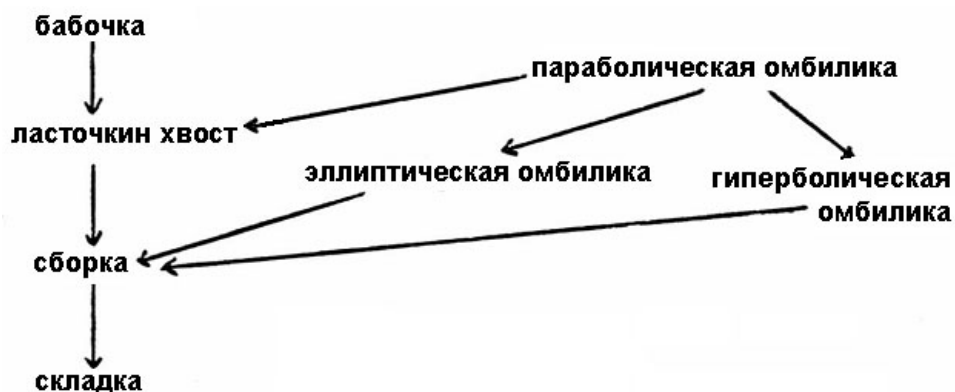 бабочка
параболическая омбилика
ласточкин хвост
эллиптическая омбилика
гиперболическая
омбилика
сборка
складка